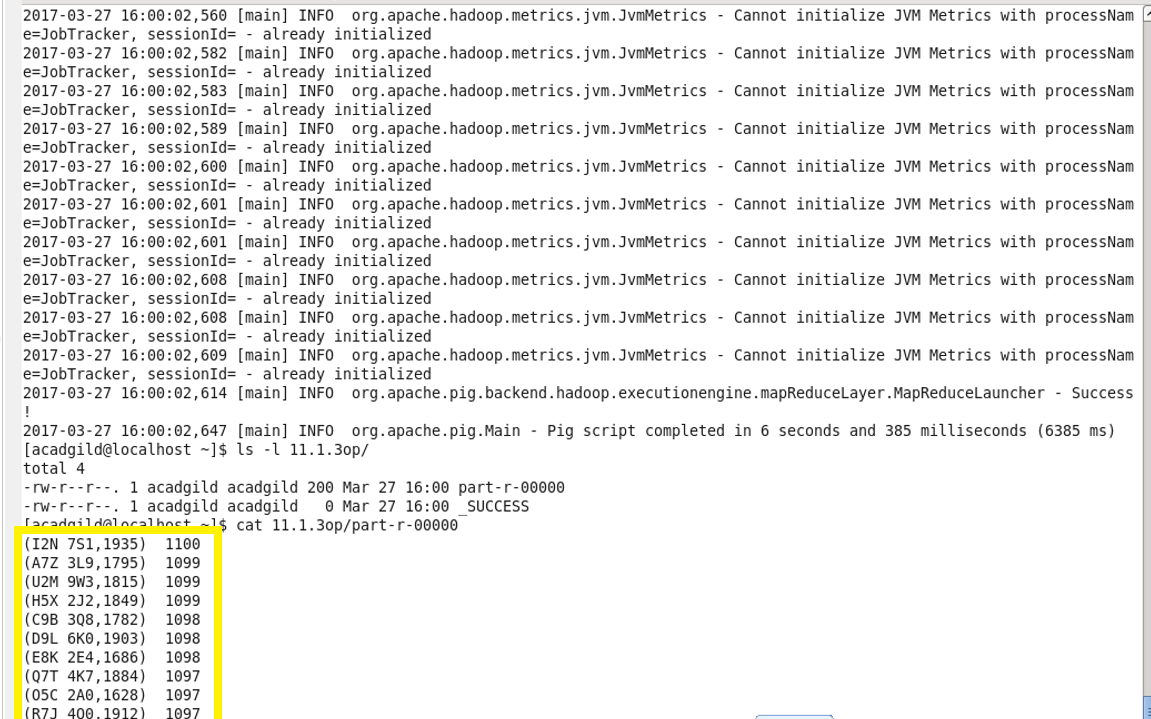 2017-03-27 16:00:02,560 [main] INFO  org.apache.hadoop.metrics.jvm.JvmMetrics - Cannot initialize JVM Metrics with processNam
e=JobTracker, sessionId= - already initialized
2017-03-27 16:00:02,582 [main] INFO  org.apache.hadoop.metrics.jvm.JvmMetrics - Cannot initialize JVM Metrics with processNam
e=JobTracker, sessionId= - already initialized
2017-03-27 16:00:02,583 [main] INFO  org.apache.hadoop.metrics.jvm.JvmMetrics - Cannot initialize JVM Metrics with processNam
e=JobTracker, sessionId= - already initialized
2017-03-27 16:00:02,589 [main] INFO  org.apache.hadoop.metrics.jvm.JvmMetrics - Cannot initialize JVM Metrics with processNam
e=JobTracker, sessionId= - already initialized
2017-03-27 16:00:02,600 [main] INFO  org.apache.hadoop.metrics.jvm.JvmMetrics - Cannot initialize JVM Metrics with processNam
e=JobTracker, sessionId= - already initialized
2017-03-27 16:00:02,601 [main] INFO  org.apache.hadoop.metrics.jvm.JvmMetrics - Cannot initialize JVM Metrics with processNam
e=JobTracker, sessionId= - already initialized
2017-03-27 16:00:02,601 [main] INFO  org.apache.hadoop.metrics.jvm.JvmMetrics - Cannot initialize JVM Metrics with processNam
e=JobTracker, sessionId= - already initialized
2017-03-27 16:00:02,608 [main] INFO  org.apache.hadoop.metrics.jvm.JvmMetrics - Cannot initialize JVM Metrics with processNam
e=JobTracker, sessionId= - already initialized
2017-03-27 16:00:02,608 [main] INFO  org.apache.hadoop.metrics.jvm.JvmMetrics - Cannot initialize JVM Metrics with processNam
e=JobTracker, sessionId= - already initialized
2017-03-27 16:00:02,609 [main] INFO  org.apache.hadoop.metrics.jvm.JvmMetrics - Cannot initialize JVM Metrics with processNam
e=JobTracker, sessionId= - already initialized
2017-03-27 16:00:02,614 [main] INFO  org.apache.pig.backend.hadoop.executionengine.mapReduceLayer.MapReduceLauncher - Success
!
2017-03-27 16:00:02,647 [main] INFO  org.apache.pig.Main - Pig script completed in 6 seconds and 385 milliseconds (6385 ms)
[acadgild@localhost ~]$ ls -l 11.1.3op/
total 4
-rw-r--r--. 1 acadgild acadgild 200 Mar 27 16:00 part-r-00000
-rw-r--r--. 1 acadgild acadgild   0 Mar 27 16:00 _SUCCESS
[acadgild@localhost ~]$ cat 11.1.3op/part-r-00000
(I2N 7S1,1935)  1100
(A7Z 3L9,1795)  1099
(U2M 9W3,1815)  1099
(H5X 2J2,1849)  1099
(C9B 3Q8,1782)  1098
(D9L 6K0,1903)  1098
(E8K 2E4,1686)  1098
(Q7T 4K7,1884)  1097
(O5C 2A0,1628)  1097
(R7J 4O0,1912)  1097